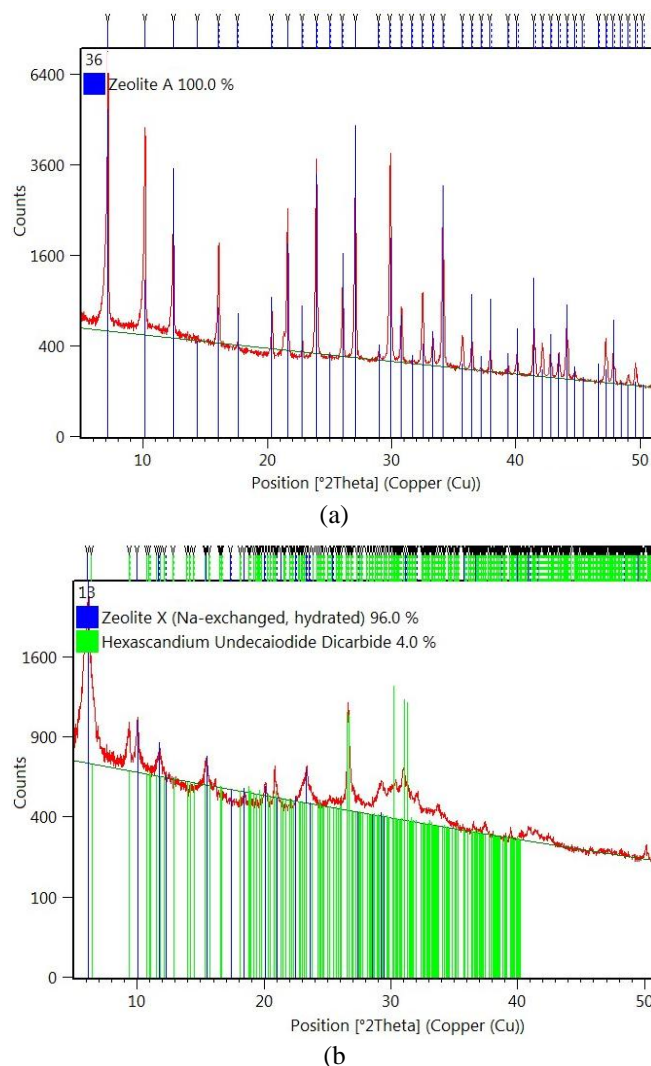 36
Zeolite A 100.0 %
6400
3600
1600
400
0
Counts
10
20
30
40
50
Position [°2Theta] (Copper (Cu))
(a)
13
Zeolite X (Na-exchanged, hydrated) 96.0 %
Hexascandium Undecaiodide Dicarbide 4.0 %
1600
900
400
100
0
Counts
10
20
30
40
50
Position [°2Theta] (Copper (Cu))
(b